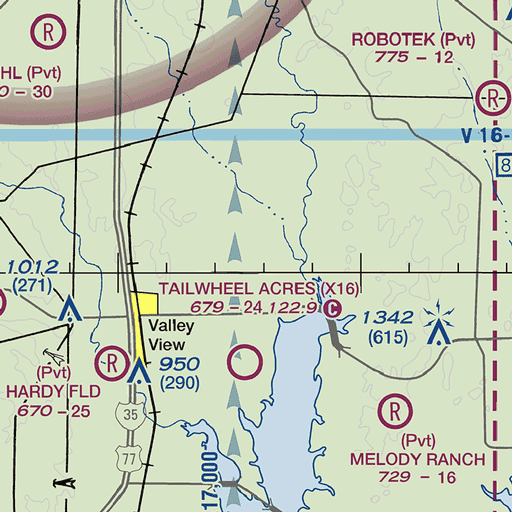 R
ROBOTEK (Pvt)
775 - 12
HL (Pvt)
0 - 30
R
V 16-
8
1012
(271)
TAILWHEEL ACRES (X16)
679 - 24 122.9 C
1342
(615)
Valley
View
R
950
(290)
(Pvt)
HARDY FLD
670 - 25
35
R
(Pvt)
MELODY RANCH
729 - 16
77
17,000